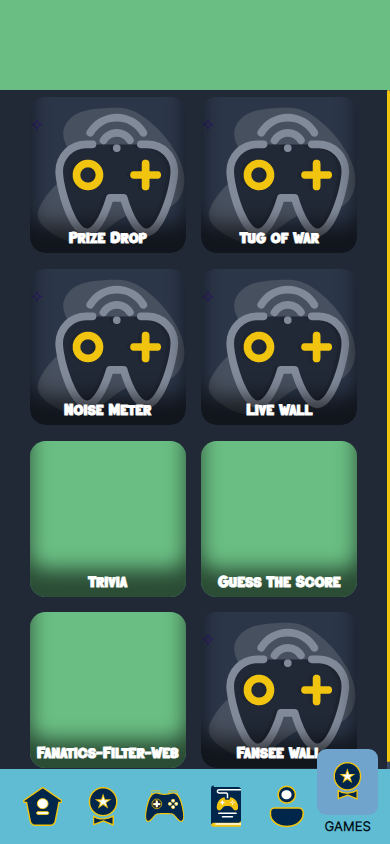 Prize Drop
Tug of War
Noise Meter
Live Wall
Trivia
Guess The Score
Fanatics-Filter-Web
Fansee Wall
GAMES